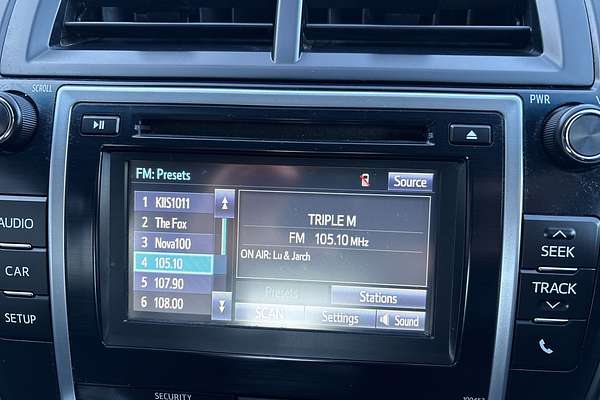 SCROLL
PWR
FM: Presets
Source
1 KIIS1011
2 The Fox
3 Nova100
4 105.10
5 107.90
6 108.00
TRIPLE M
FM 105.10 MHz
ON AIR: Lu & Jarch
Presets
Stations
SCAN
Settings
Sound
AUDIO
CAR
SETUP
SEEK
TRACK
SECURITY